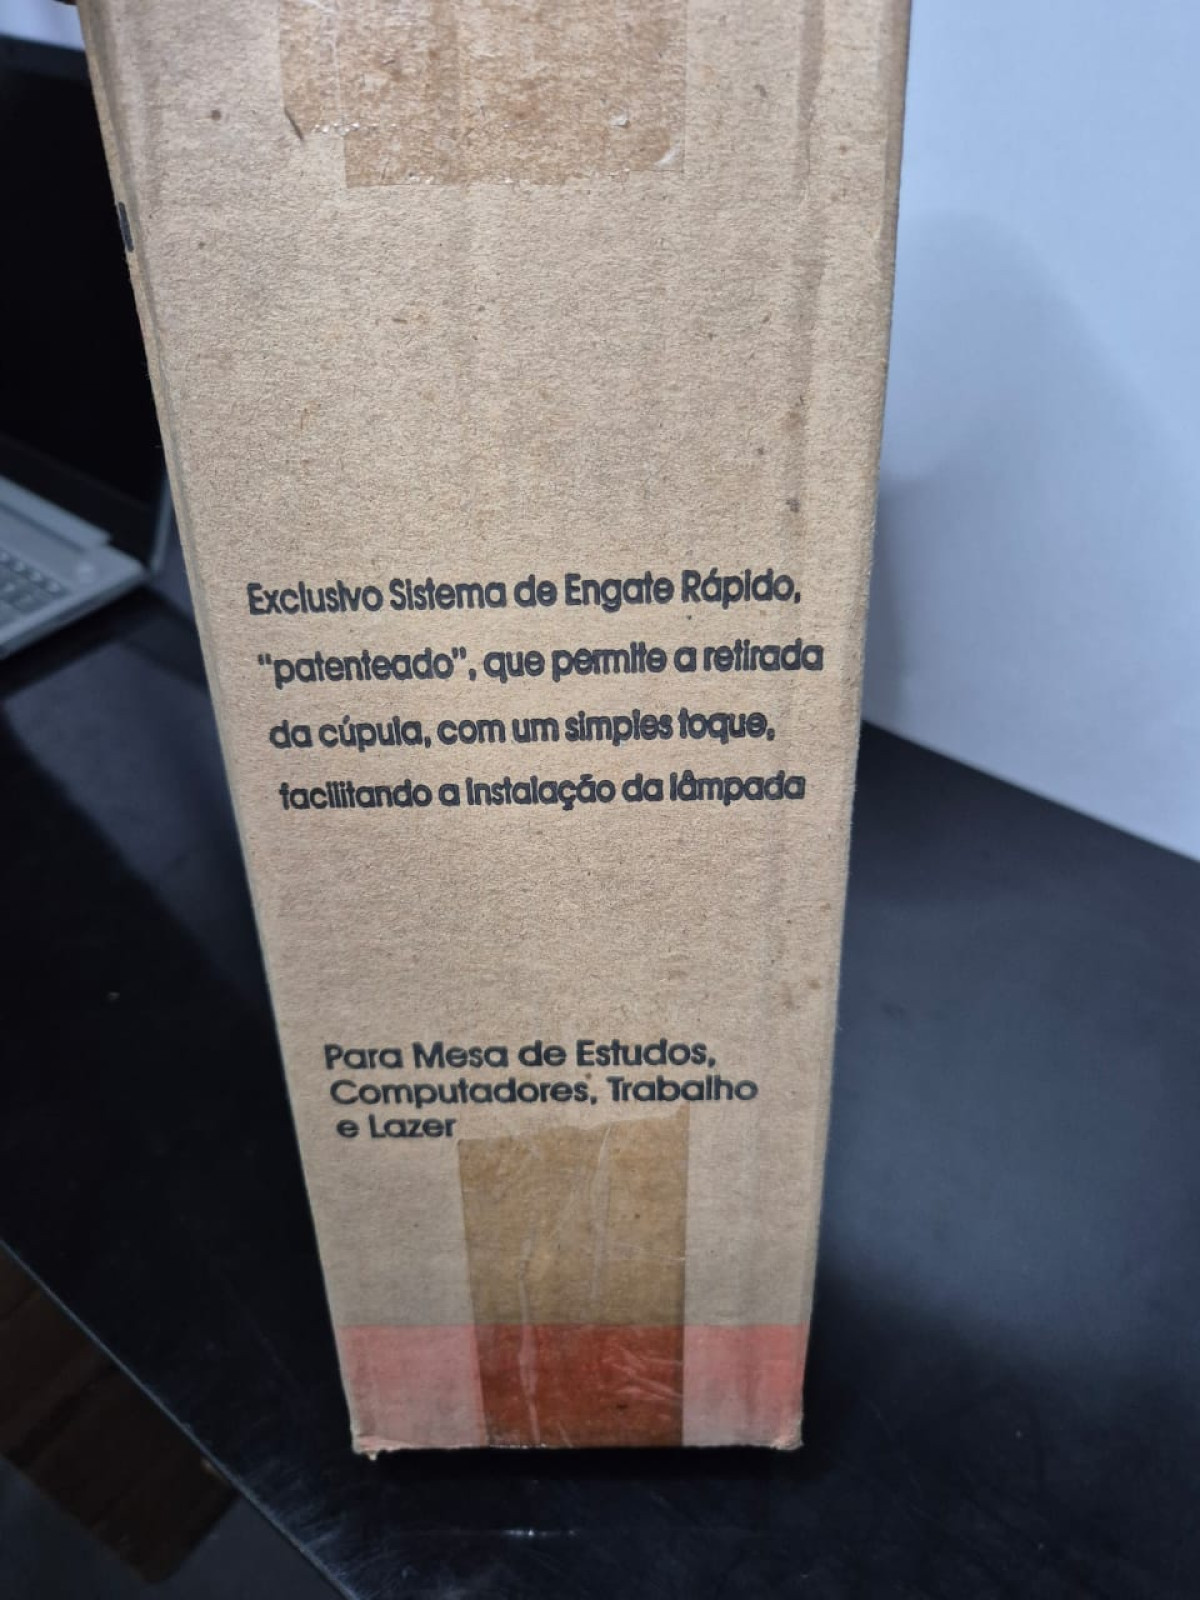 Exclusivo Sistema de Engate Rápido,
"patenteado", que permite a retirada
da cúpula, com um simples toque,
facilitando a instalação da lâmpada
Para Mesa de Estudos,
Computadores, Trabalho
e Lazer